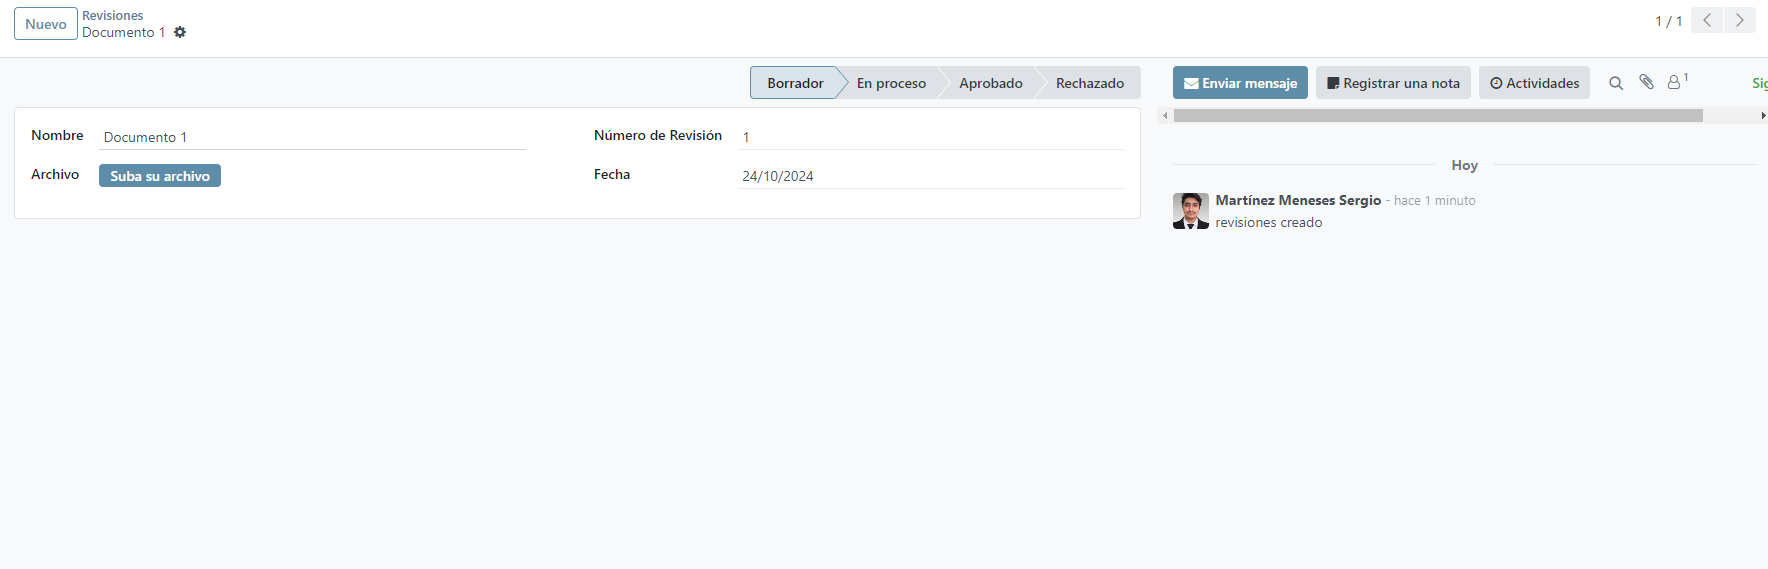 Nuevo
Revisiones
Documento 1
1 / 1
Borrador
En proceso
Aprobado
Rechazado
Enviar mensaje
Registrar una nota
Actividades
1
Nombre
Documento 1
Número de Revisión
1
Archivo
Suba su archivo
Fecha
24/10/2024
Hoy
Martínez Meneses Sergio - hace 1 minuto
revisiones creado